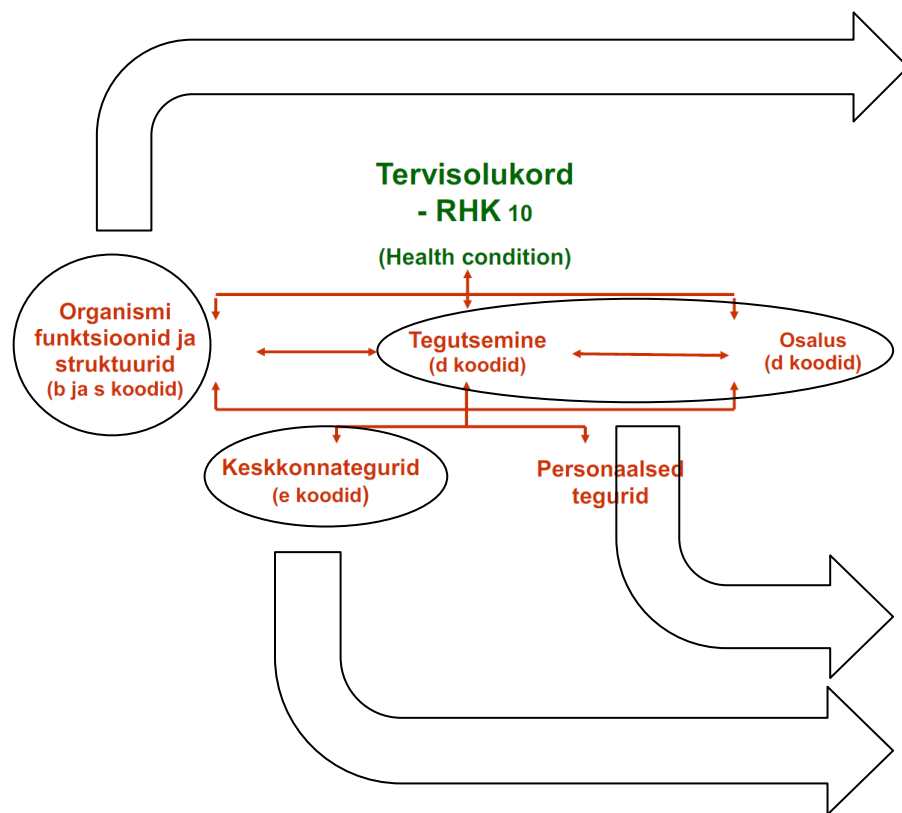 Tervisolukord
- RHK 10
(Health condition)
Organismi
funktsioonid ja
struktuurid
(b ja s koodid)
Tegutsemine
(d koodid)
Osalus
(d koodid)
Keskkonnategurid
(e koodid)
Personaalsed
tegurid